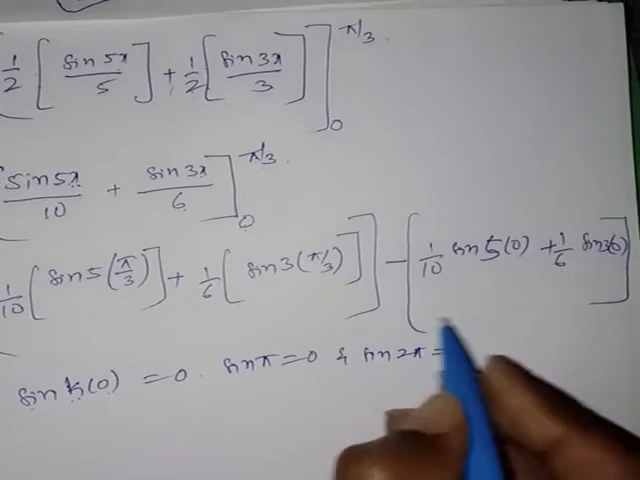 1/2 [ sin 5x / 5 ] + 1/2 [ sin 3x / 3 ] ]₀^π/3
sin 5x / 10 + sin 3x / 6 ]₀^π/3.
1/10 [ sin 5 (π/3) ] + 1/6 [ sin 3 (π/3) ] ] − [ 1/10 sin 5(0) + 1/6 sin 3(0) ]
sin k(0) = 0. sin π = 0 & sin 2π =